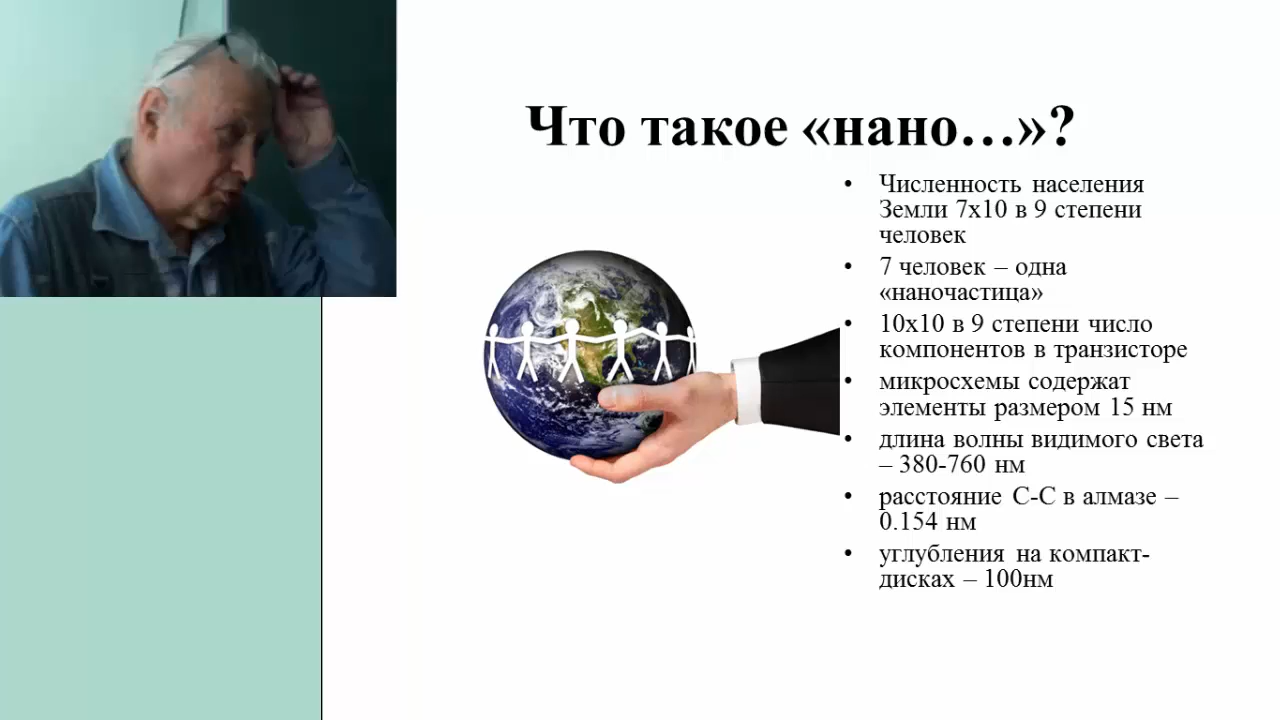 Что такое «нано…»?
• Численность населения
Земли 7х10 в 9 степени
человек
• 7 человек – одна
«наночастица»
• 10х10 в 9 степени число
компонентов в транзисторе
• микросхемы содержат
элементы размером 15 нм
• длина волны видимого света
– 380-760 нм
• расстояние С-С в алмазе –
0.154 нм
• углубления на компакт-
дисках – 100нм